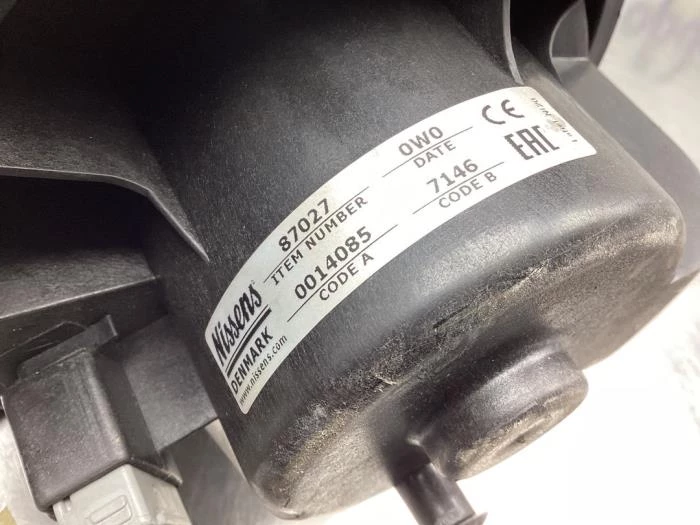 Nissens
DENMARK
www.nissens.com
87027
ITEM NUMBER
0014085
CODE A
0W0
DATE
7146
CODE B
CE
EAC